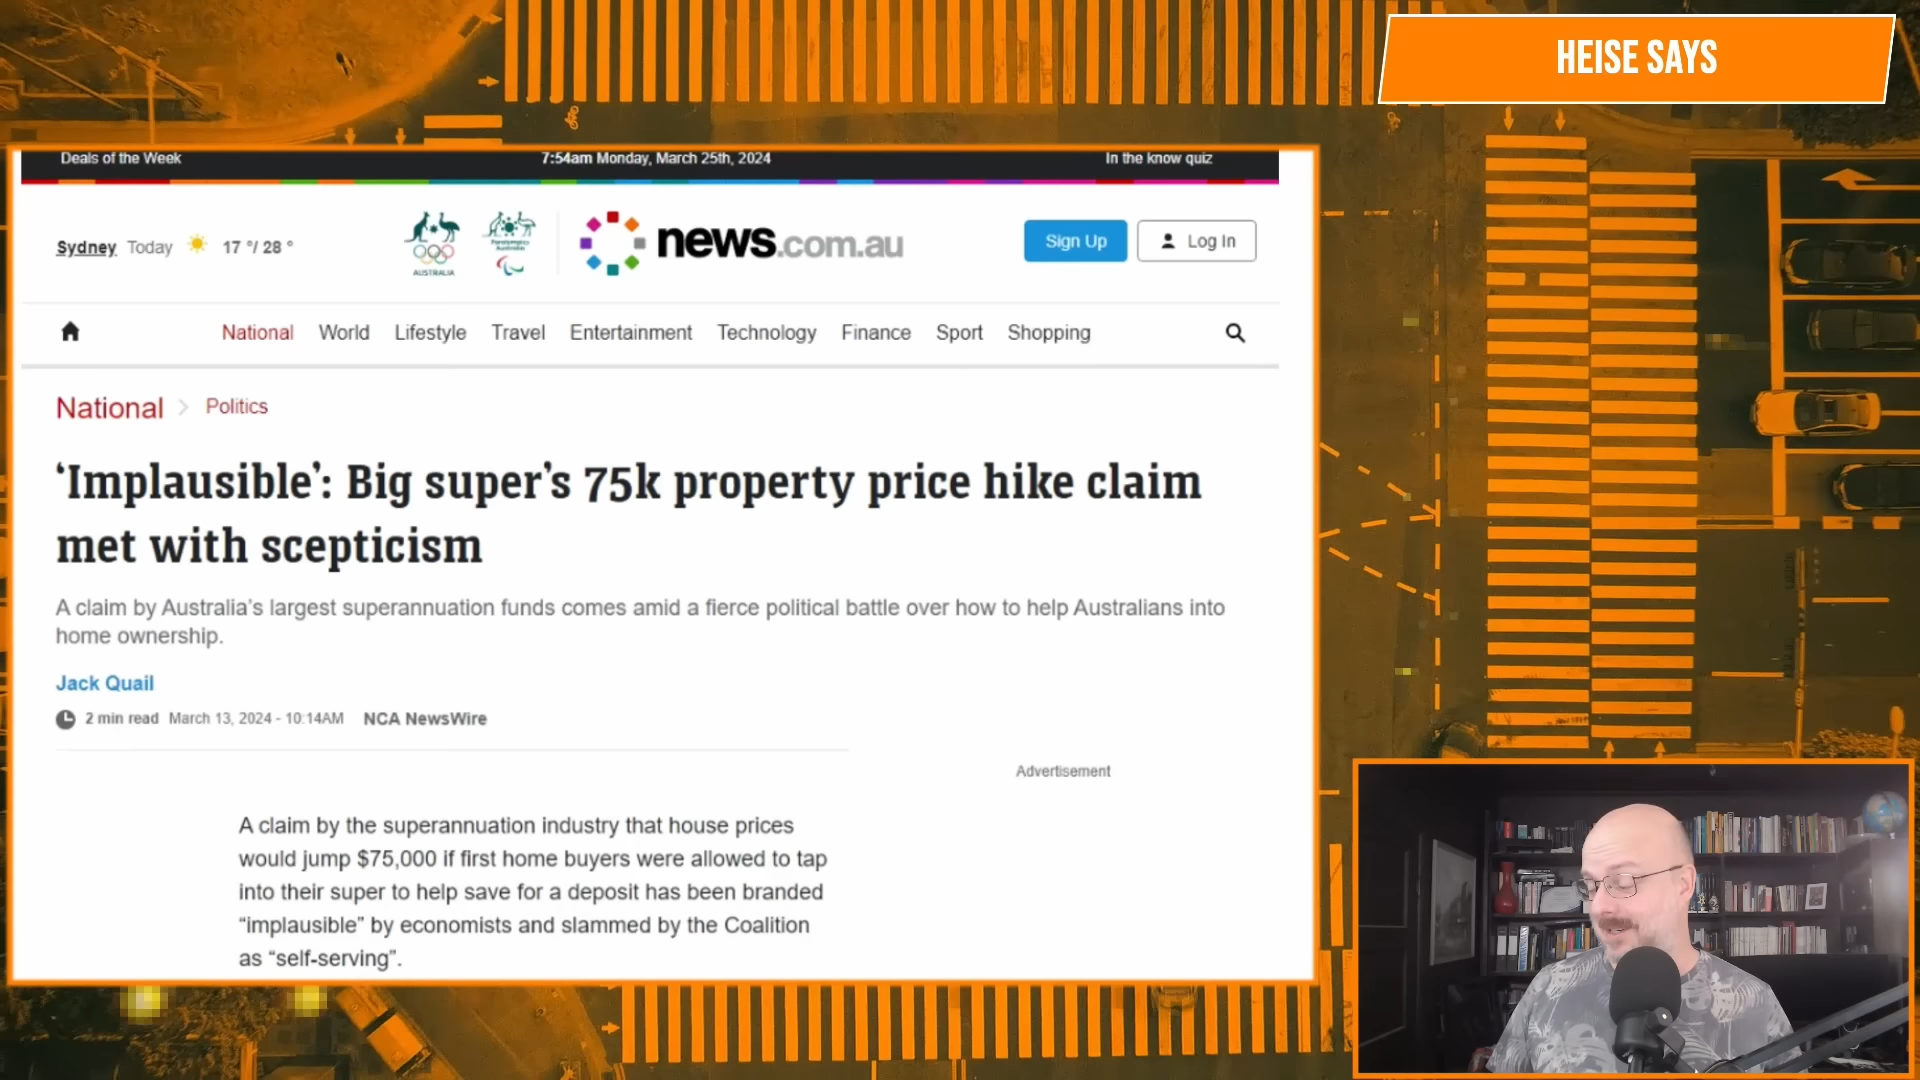 HEISE SAYS
Deals of the Week
7:54am Monday, March 25th, 2024
In the know quiz
Sydney Today 17 °/ 28 °
AUSTRALIA
Paralympics
Australia
news.com.au
Sign Up
Log In
National World Lifestyle Travel Entertainment Technology Finance Sport Shopping
National > Politics
‘Implausible’: Big super’s 75k property price hike claim
met with scepticism
A claim by Australia’s largest superannuation funds comes amid a fierce political battle over how to help Australians into
home ownership.
Jack Quail
2 min read March 13, 2024 - 10:14AM NCA NewsWire
Advertisement
A claim by the superannuation industry that house prices
would jump $75,000 if first home buyers were allowed to tap
into their super to help save for a deposit has been branded
“implausible” by economists and slammed by the Coalition
as “self-serving”.